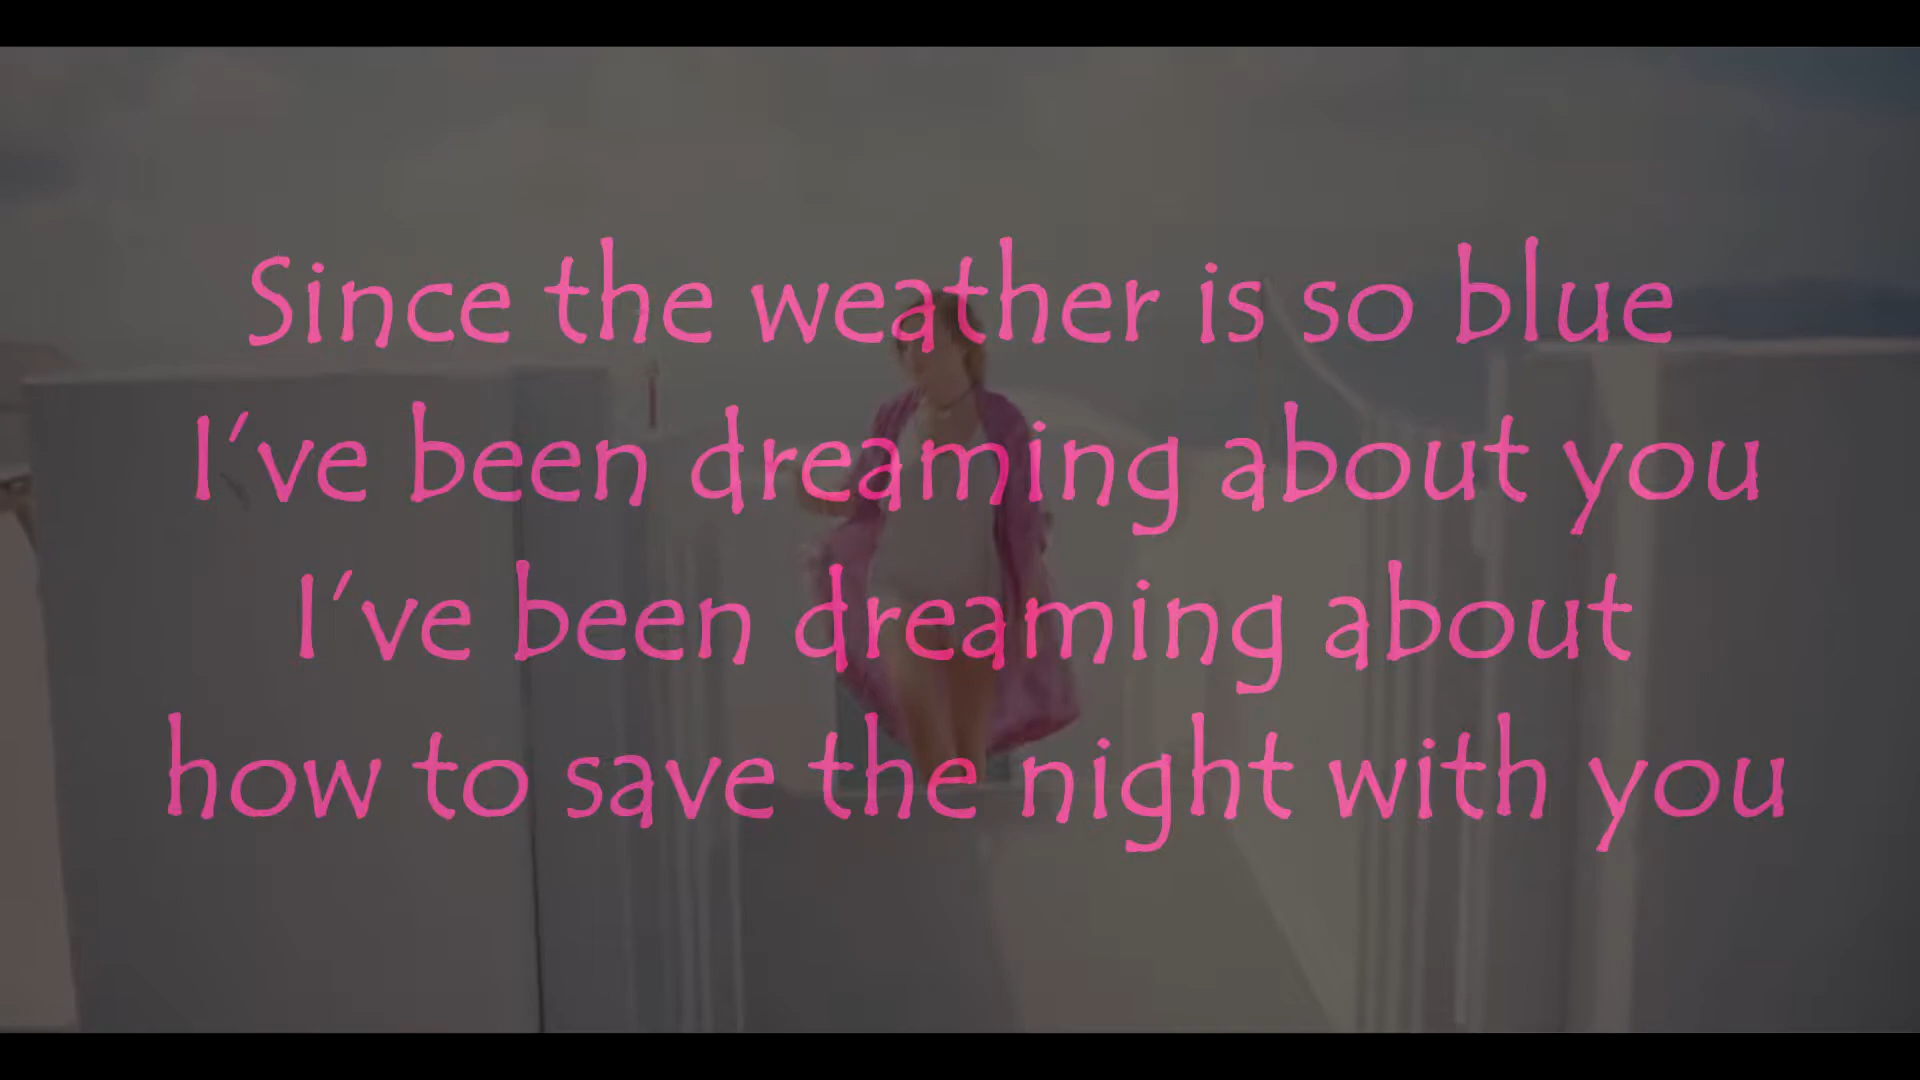 Since the weather is so blue
I've been dreaming about you
I've been dreaming about
how to save the night with you